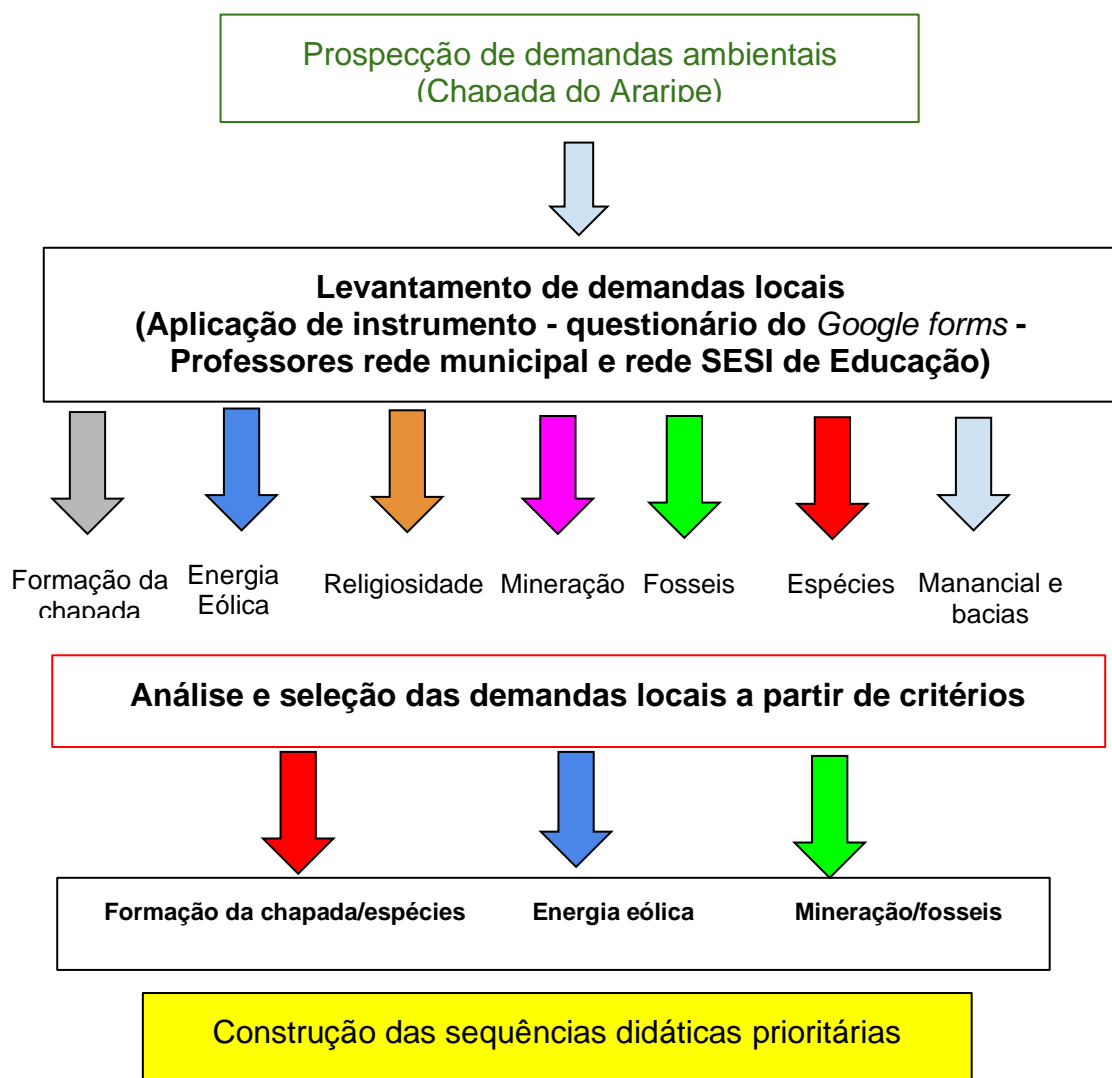 Prospecção de demandas ambientais
(Chapada do Araripe)
Levantamento de demandas locais
(Aplicação de instrumento - questionário do Google forms -
Professores rede municipal e rede SESI de Educação)
Formação da
chapada
Energia
Eólica
Religiosidade
Mineração
Fosseis
Espécies
Manancial e
bacias
Análise e seleção das demandas locais a partir de critérios
Formação da chapada/espécies
Energia eólica
Mineração/fosseis
Construção das sequências didáticas prioritárias